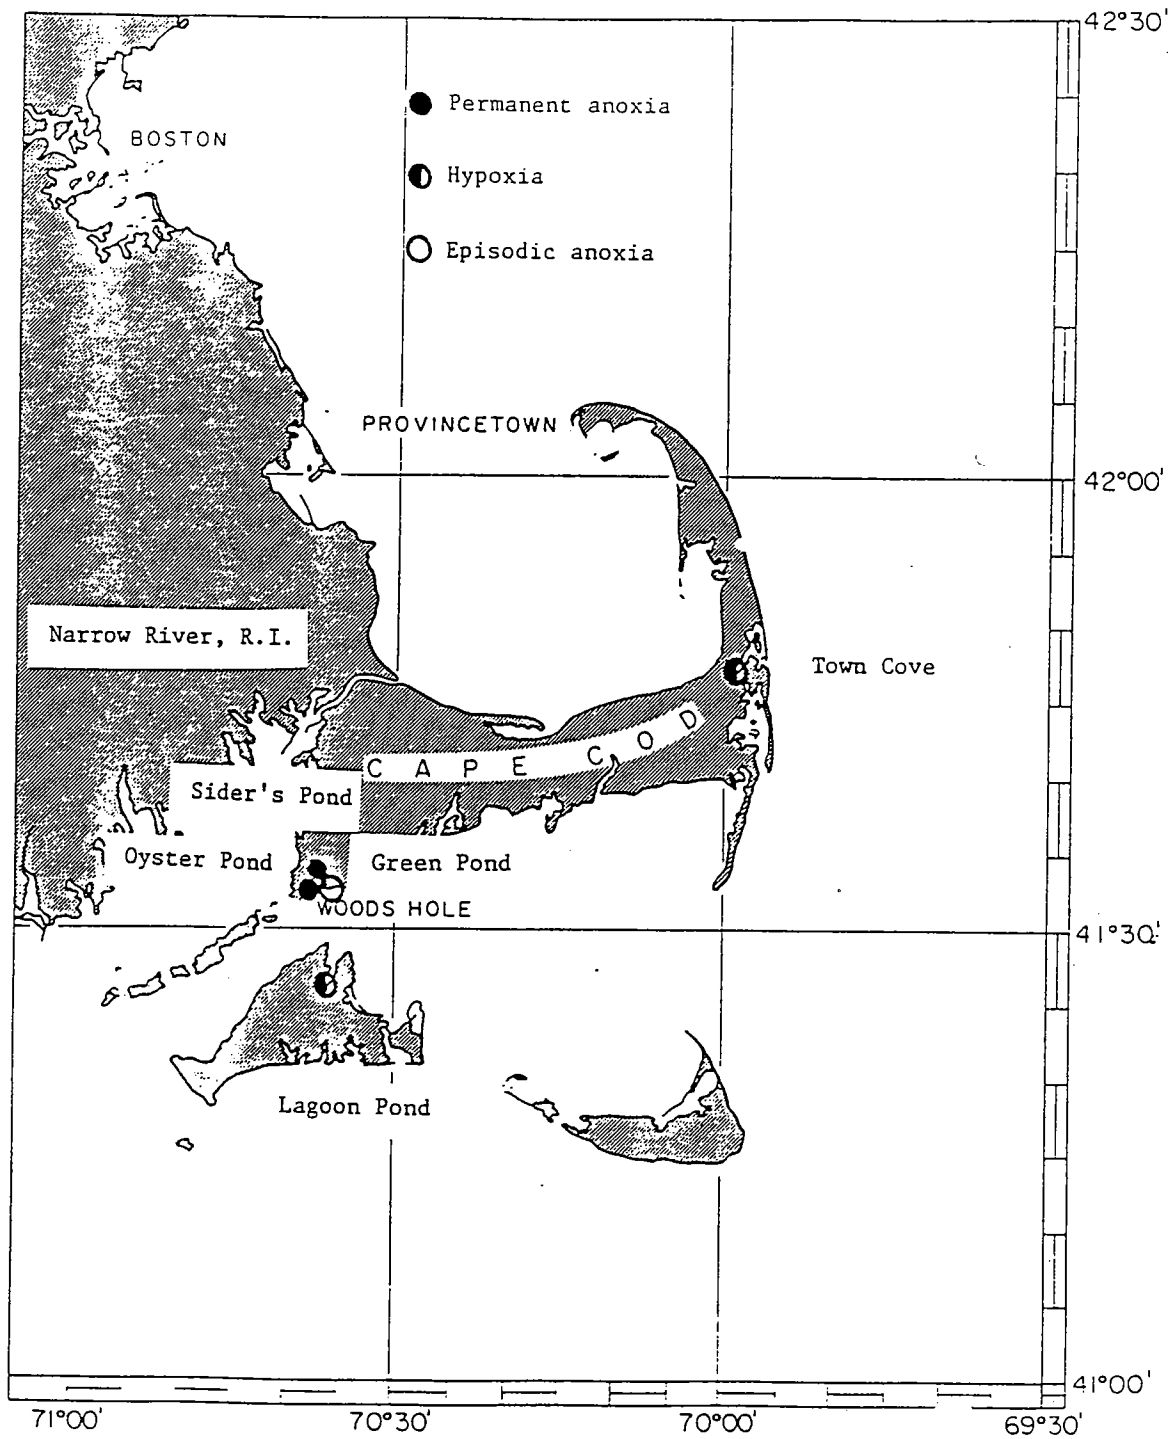 42°30'
Permanent anoxia
BOSTON
Hypoxia
Episodic anoxia
PROVINCETOWN
42°00'
Narrow River, R.I.
Town Cove
CAPE COD
Sider's Pond
Oyster Pond
Green Pond
WOODS HOLE
41°30'
Lagoon Pond
41°00'
71°00'
70°30'
70°00'
69°30'